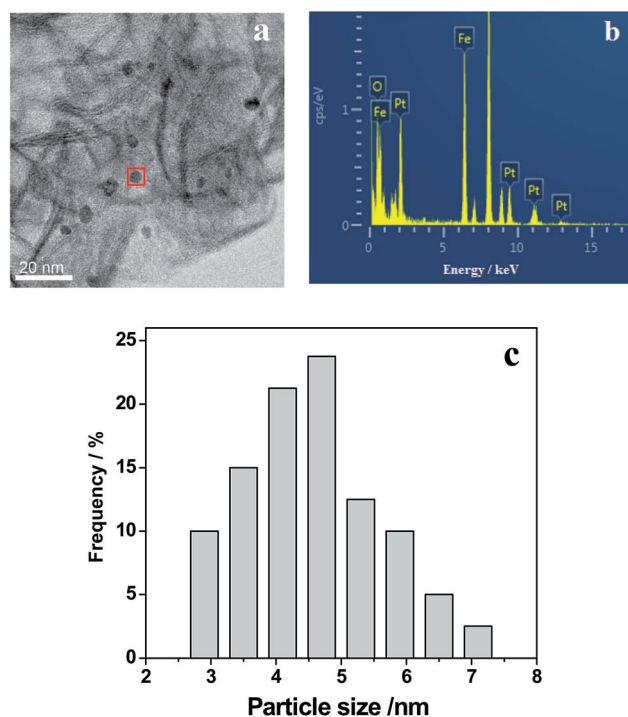 a
20 nm
b
cps/eV
1
0
O
Fe
Pt
Fe
Pt
Pt
Pt
0
5
10
15
Energy / keV
c
Frequency / %
25
20
15
10
5
0
2
3
4
5
6
7
8
Particle size /nm